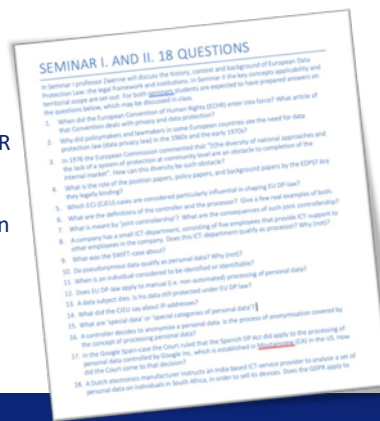 SEMINAR I. AND II. 18 QUESTIONS
In Seminar I professor Zwenne will discuss the history, context and background of European Data
Protection Law: the legal framework and institutions. In Seminar II the key concepts applicability and
territorial scope are set-out. For both seminars students are expected to have prepared answers on
the questions below, which may be discussed in class.
1. When did the European Convention of Human Rights (ECHR) enter into force? What article of
that Convention deals with privacy and data protection?
2. Why did policymakers and lawmakers in some European countries see the need for data
protection law (data privacy law) in the 1960s and the early 1970s?
3. In 1976 the European Commission commented that "[t]he diversity of national approaches and
the lack of a system of protection at community level are an obstacle to completion of the
internal market". How can this diversity be such obstacle?
4. What is the role of the position papers, policy papers, and background papers by the EDPS? Are
they legally binding?
5. Which ECJ (CJEU)-cases are considered particularly influential in shaping EU DP-law?
6. What are the definitions of the controller and the processor? Give a few real examples of both.
7. What is meant by 'joint controllership'? What are the consequences of such joint controllership?
8. A company has a small ICT-department, consisting of five employees that provide ICT-support to
other employees in the company. Does this ICT-department qualify as processor? Why (not)?
9. What was the SWIFT-case about?
10. Do pseudonymous data qualify as personal data? Why (not)?
11. When is an individual considered to be identified or identifiable?
12. Does EU DP-law apply to manual (i.e. non-automated) processing of personal data?
13. A data subject dies. Is his data still protected under EU DP law?
14. What did the CJEU say about IP-addresses?
15. What are 'special data' or 'special categories of personal data'?
16. A controller decides to anonymise a personal data. Is the process of anonymisation covered by
the concept of processing personal data?
17. In the Google Spain-case the Court ruled that the Spanish DP Act did apply to the processing of
personal data controlled by Google Inc, which is established in Mountainview (CA) in the US. How
did the Court come to that decision?
18. A Dutch electronics manufacturer instructs an India-based ICT service provider to analyse a set of
personal data on individuals in South Africa, in order to sell its devices. Does the GDPR apply to
R
n